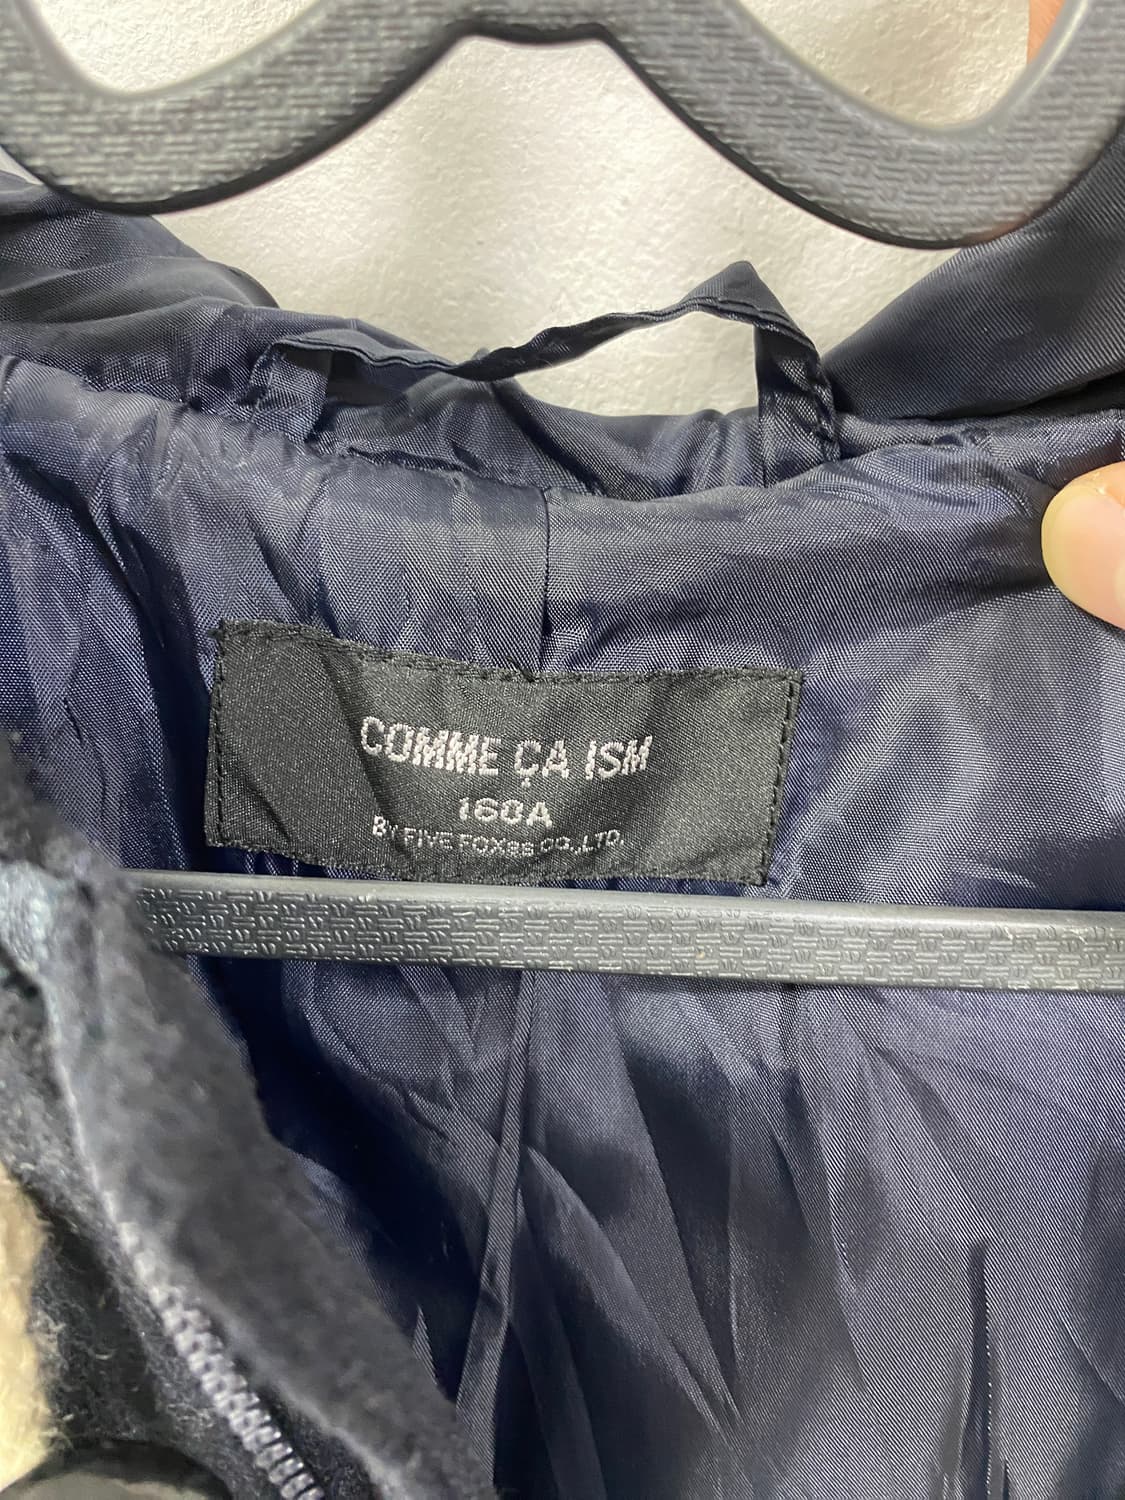 COMME ÇA ISM
160A
BY FIVE FOXes CO.,LTD.